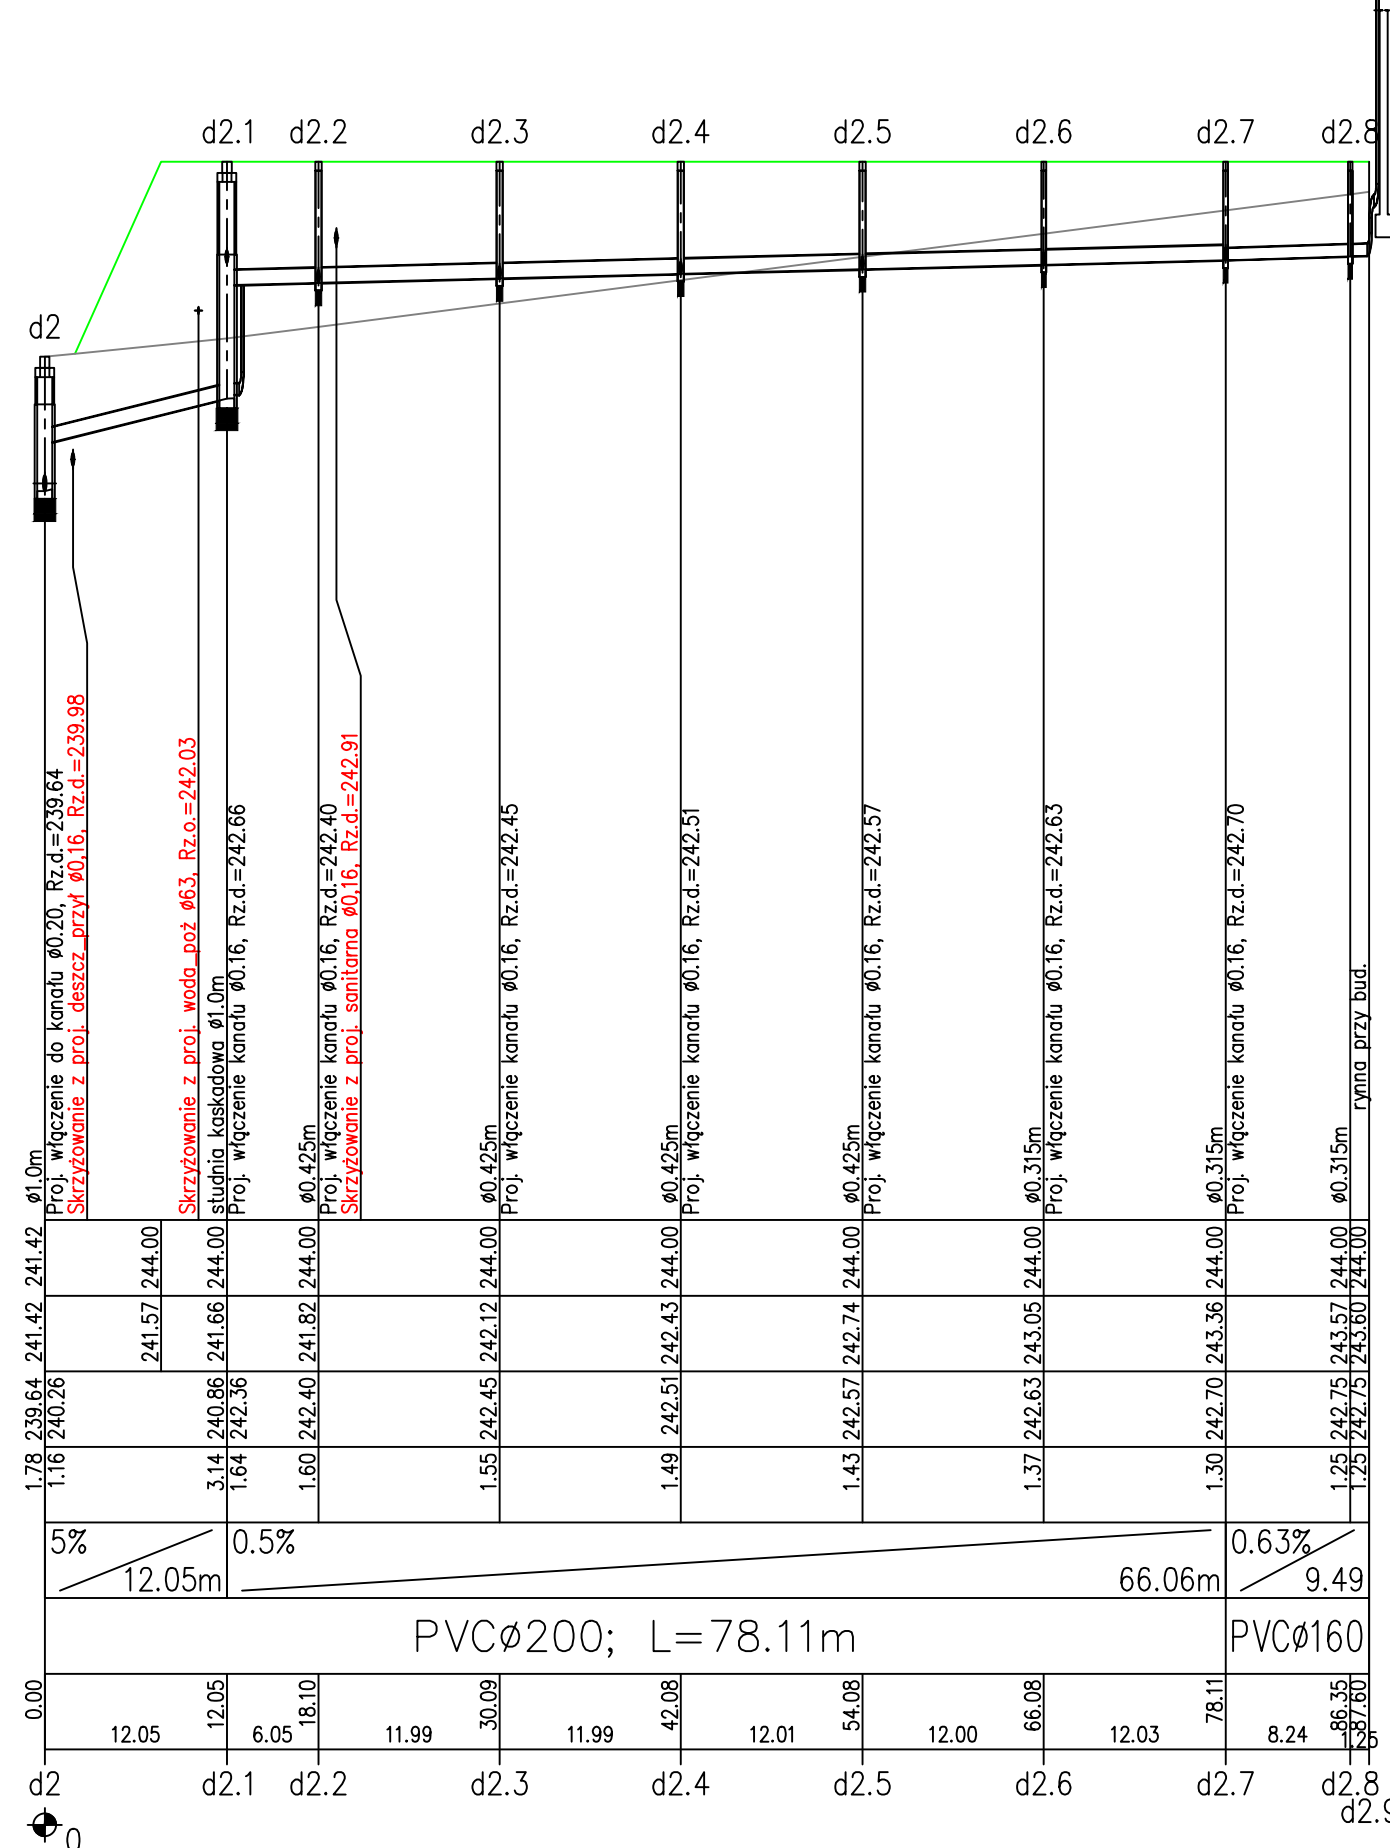 d2.1 d2.2 d2.3 d2.4 d2.5 d2.6 d2.7 d2.8
d2
ø1.0m
Proj. włączenie do kanału ø0.20, Rz.d.=239.64
Skrzyżowanie z proj. deszcz_przył ø0,16, Rz.d.=239.98
Skrzyżowanie z proj. woda_poż ø63, Rz.o.=242.03
studnia kaskadowa ø1.0m
Proj. włączenie kanału ø0.16, Rz.d.=242.66
ø0.425m
Proj. włączenie kanału ø0.16, Rz.d.=242.40
Skrzyżowanie z proj. sanitarna ø0,16, Rz.d.=242.91
ø0.425m
Proj. włączenie kanału ø0.16, Rz.d.=242.45
ø0.425m
Proj. włączenie kanału ø0.16, Rz.d.=242.51
ø0.425m
Proj. włączenie kanału ø0.16, Rz.d.=242.57
ø0.315m
Proj. włączenie kanału ø0.16, Rz.d.=242.63
ø0.315m
Proj. włączenie kanału ø0.16, Rz.d.=242.70
ø0.315m
rynna przy bud.
241.42 244.00 244.00 244.00 244.00 244.00 244.00 244.00 244.00 244.00 244.00
241.42 241.57 241.66 241.82 242.12 242.43 242.74 243.05 243.36 243.57 243.60
239.64 240.26 240.86 242.36 242.40 242.45 242.51 242.57 242.63 242.70 242.75 242.75
1.78 1.16 3.14 1.64 1.60 1.55 1.49 1.43 1.37 1.30 1.25 1.25
5% 0.5% 0.63%
12.05m 66.06m 9.49
PVCø200; L=78.11m PVCø160
0.00 12.05 18.10 30.09 42.08 54.08 66.08 78.11 86.35 87.60
12.05 6.05 11.99 11.99 12.01 12.00 12.03 8.24 1.25
d2 d2.1 d2.2 d2.3 d2.4 d2.5 d2.6 d2.7 d2.8
d2.9
0